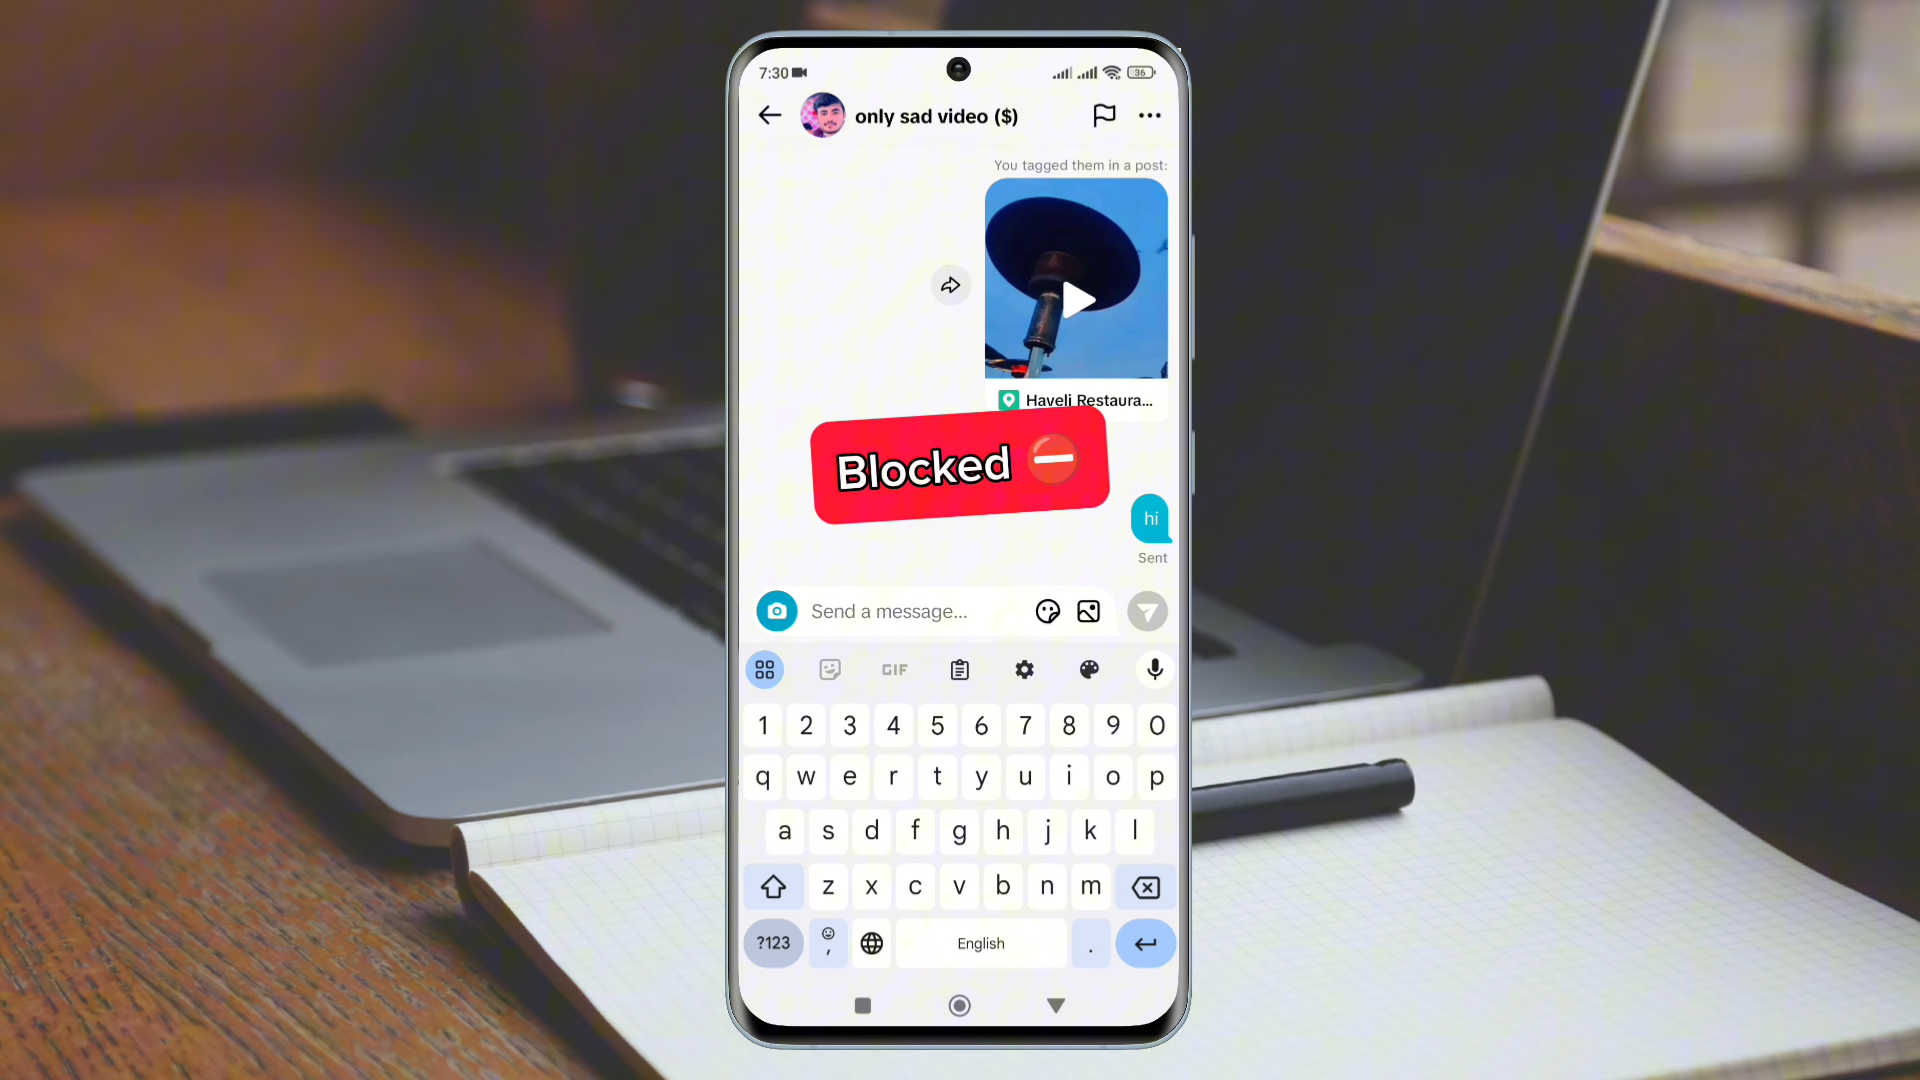 7:30
36
only sad video ($)
You tagged them in a post:
Haveli Restaura...
Blocked
hi
Sent
Send a message...
GIF
1 2 3 4 5 6 7 8 9 0
q w e r t y u i o p
a s d f g h j k l
z x c v b n m
?123 , English .